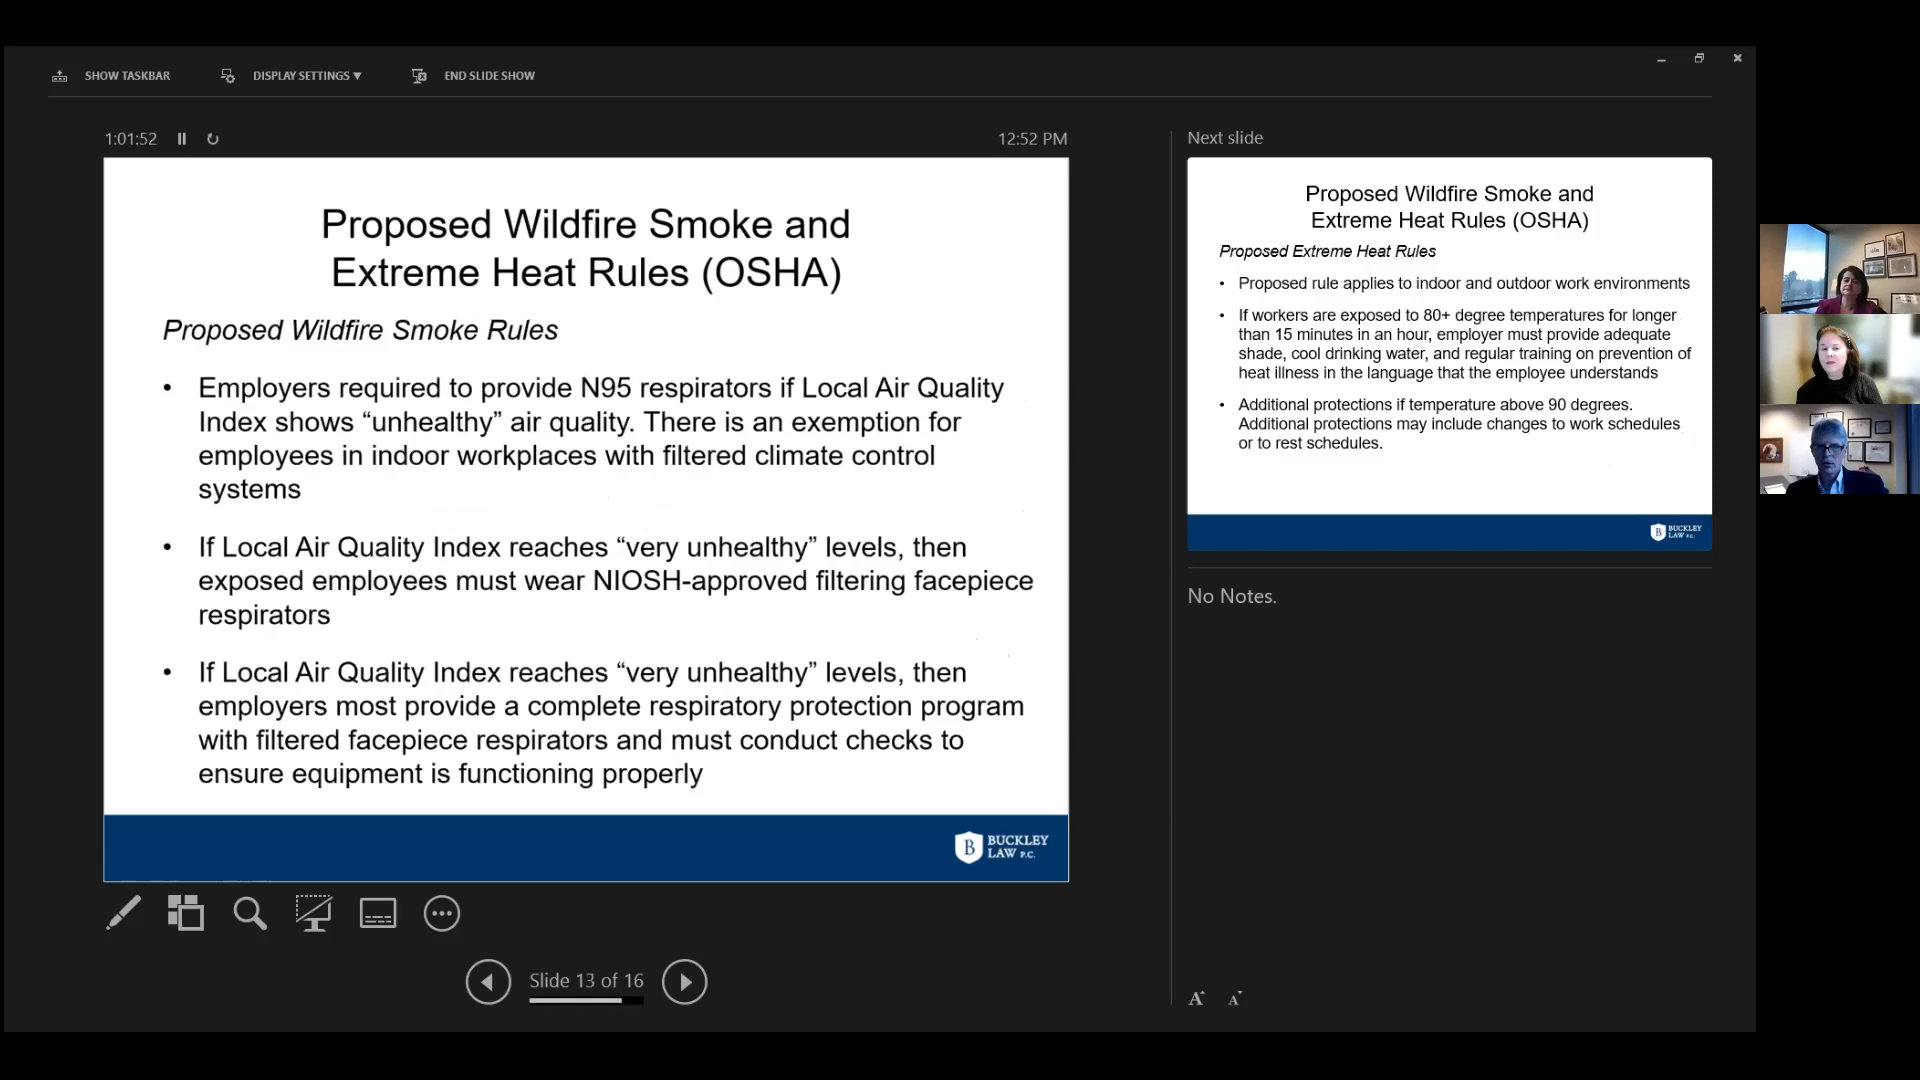 SHOW TASKBAR
DISPLAY SETTINGS ▼
END SLIDE SHOW
1:01:52
12:52 PM
Proposed Wildfire Smoke and
Extreme Heat Rules (OSHA)
Proposed Wildfire Smoke Rules
• Employers required to provide N95 respirators if Local Air Quality
Index shows “unhealthy” air quality. There is an exemption for
employees in indoor workplaces with filtered climate control
systems
• If Local Air Quality Index reaches “very unhealthy” levels, then
exposed employees must wear NIOSH-approved filtering facepiece
respirators
• If Local Air Quality Index reaches “very unhealthy” levels, then
employers most provide a complete respiratory protection program
with filtered facepiece respirators and must conduct checks to
ensure equipment is functioning properly
B BUCKLEY
LAW P.C.
Slide 13 of 16
Next slide
Proposed Wildfire Smoke and
Extreme Heat Rules (OSHA)
Proposed Extreme Heat Rules
• Proposed rule applies to indoor and outdoor work environments
• If workers are exposed to 80+ degree temperatures for longer
than 15 minutes in an hour, employer must provide adequate
shade, cool drinking water, and regular training on prevention of
heat illness in the language that the employee understands
• Additional protections if temperature above 90 degrees.
Additional protections may include changes to work schedules
or to rest schedules.
B BUCKLEY
LAW P.C.
No Notes.
A A